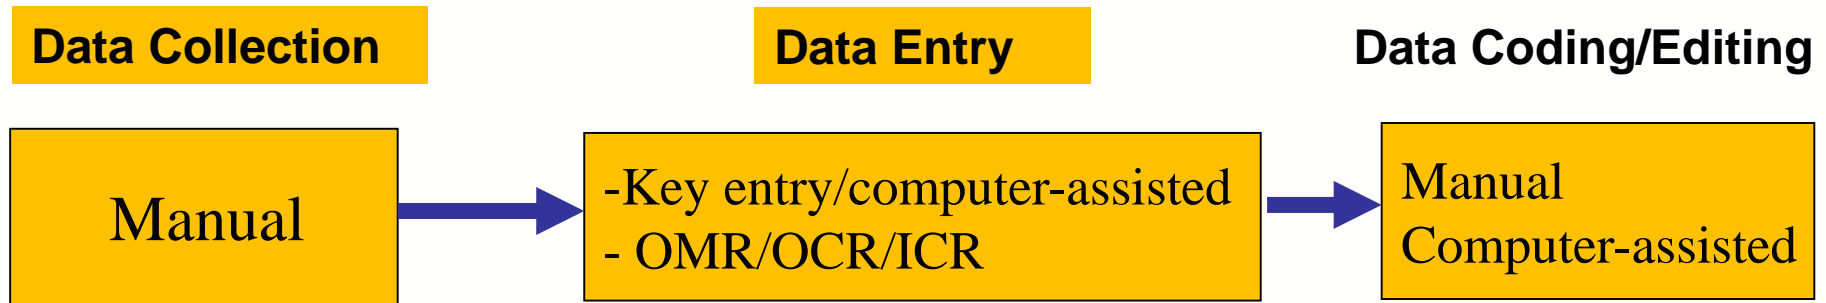 Data Collection
Data Entry
Data Coding/Editing
Manual
-Key entry/computer-assisted
- OMR/OCR/ICR
Manual
Computer-assisted